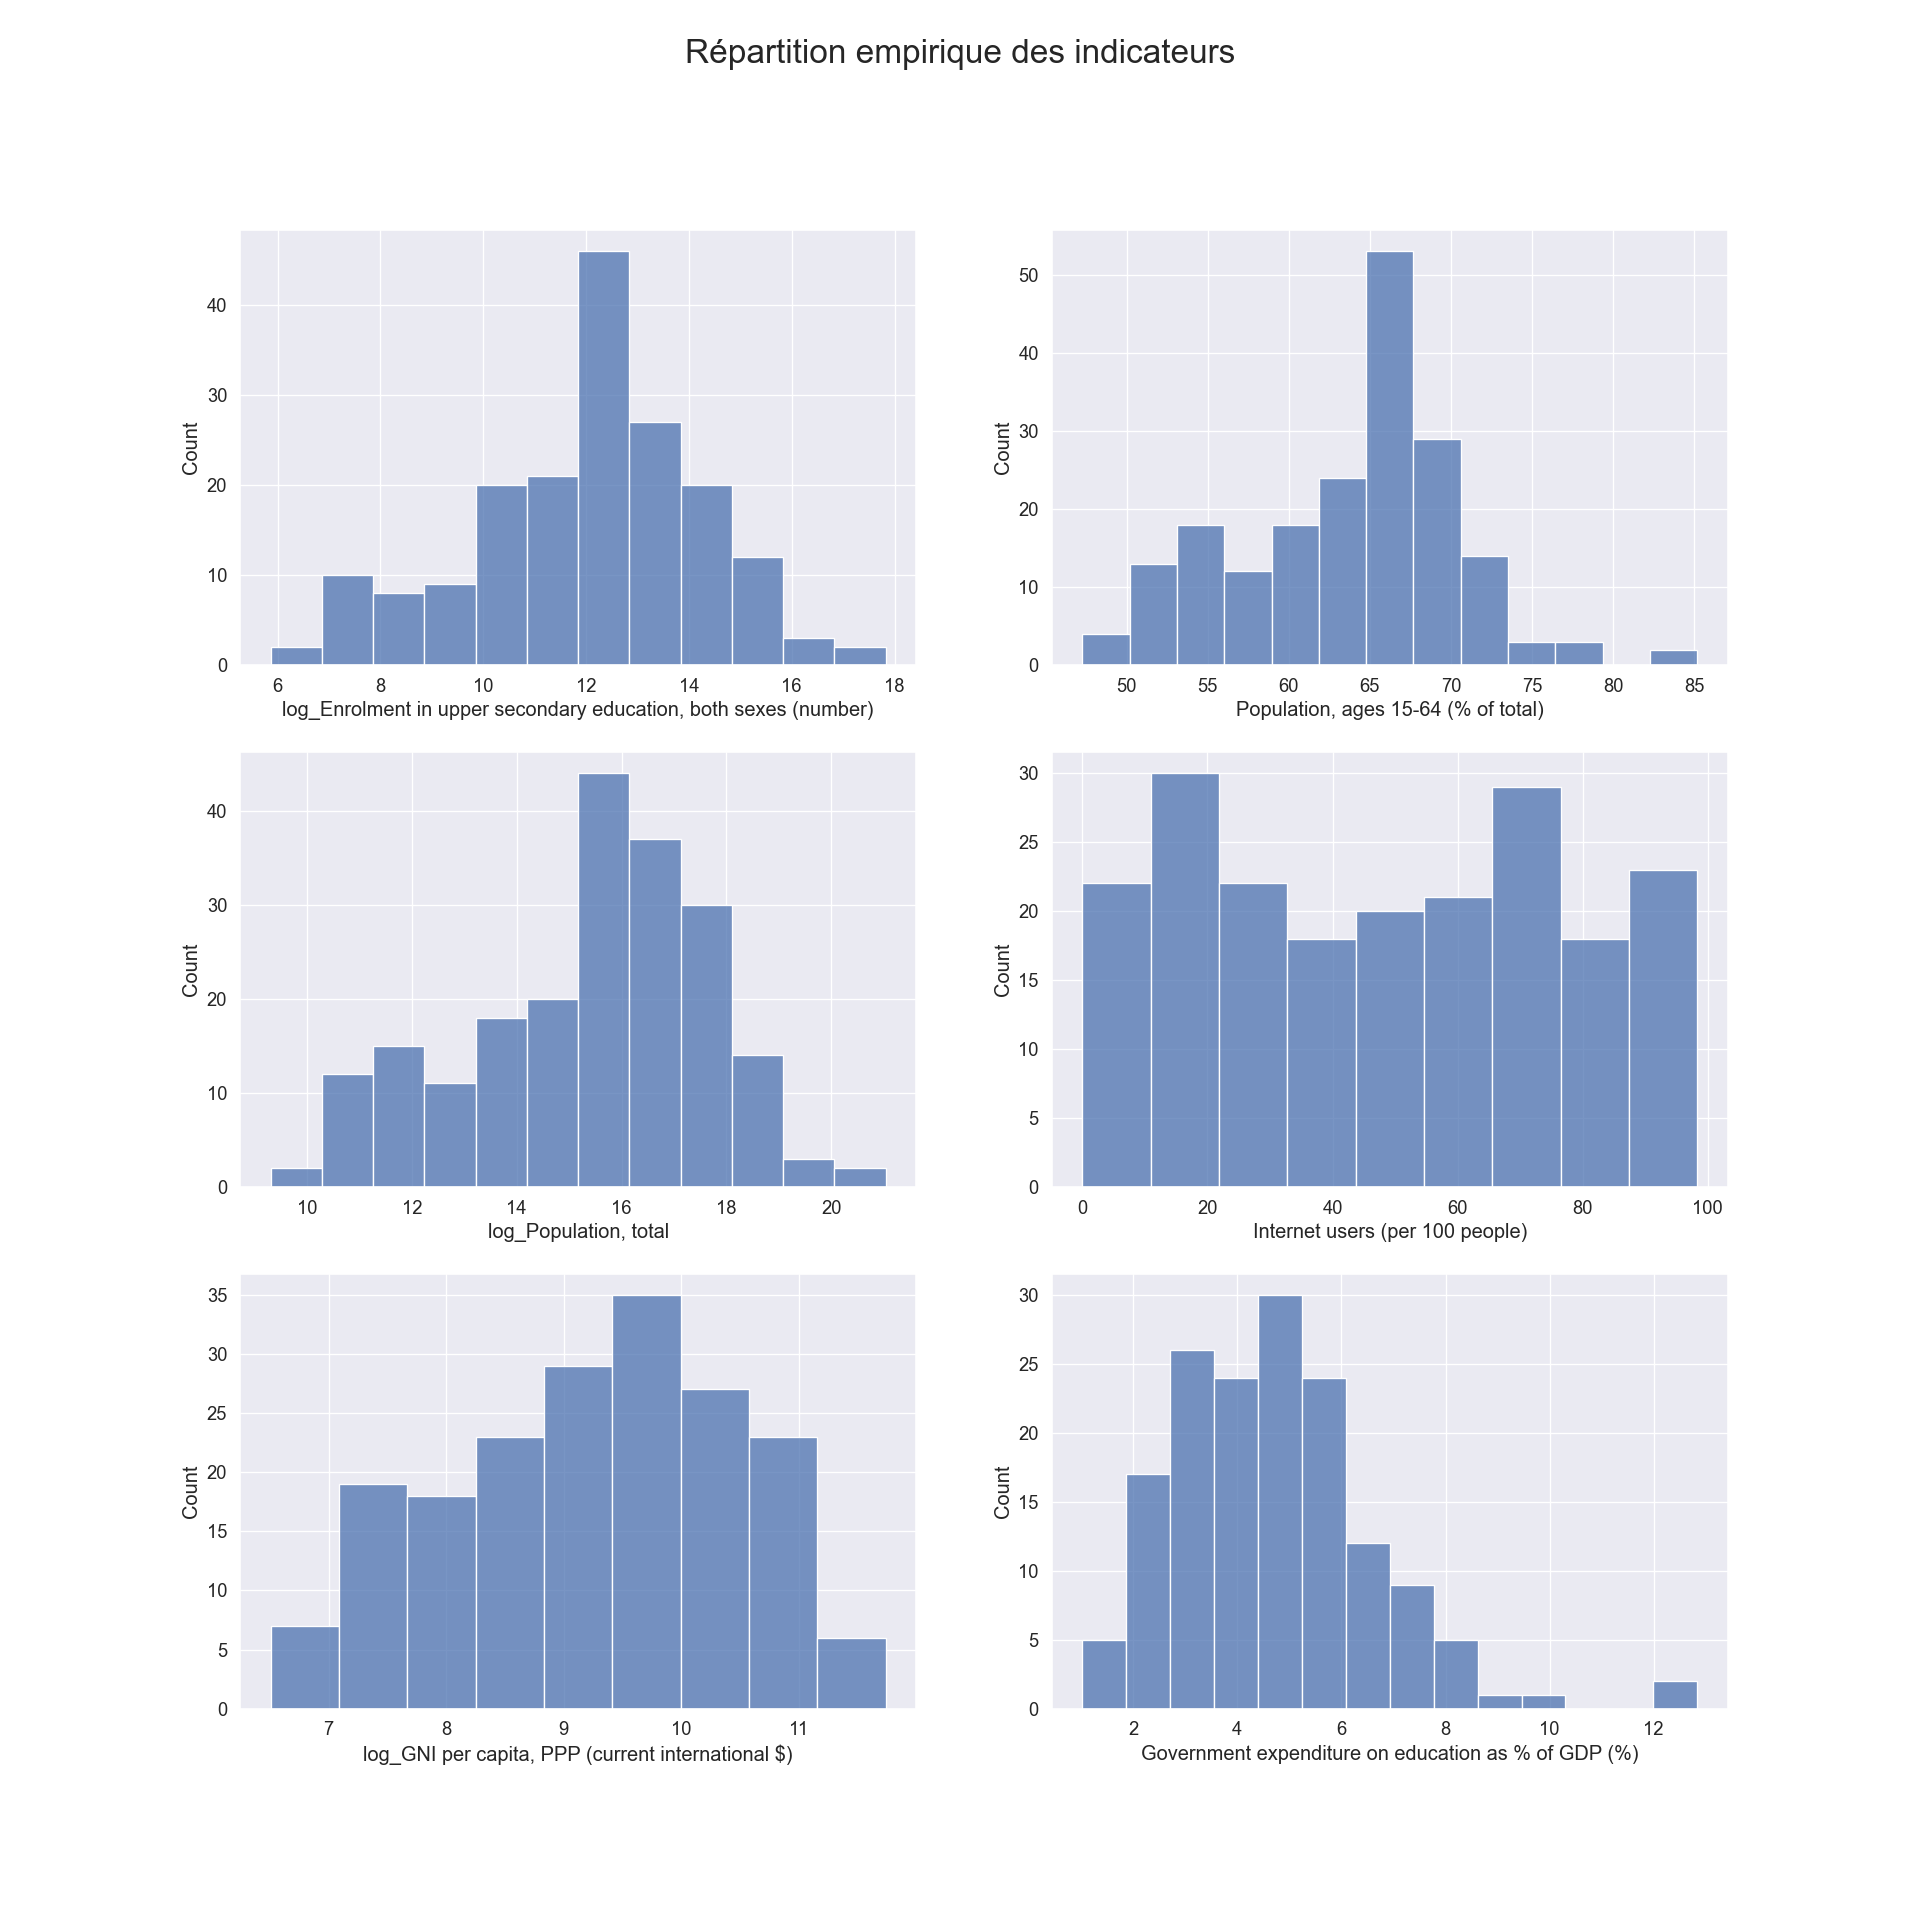 Répartition empirique des indicateurs
Count
40
30
20
10
0
6 8 10 12 14 16 18
log_Enrolment in upper secondary education, both sexes (number)
Count
50
40
30
20
10
0
50 55 60 65 70 75 80 85
Population, ages 15-64 (% of total)
Count
40
30
20
10
0
10 12 14 16 18 20
log_Population, total
Count
30
25
20
15
10
5
0
0 20 40 60 80 100
Internet users (per 100 people)
Count
35
30
25
20
15
10
5
0
7 8 9 10 11
log_GNI per capita, PPP (current international $)
Count
30
25
20
15
10
5
0
2 4 6 8 10 12
Government expenditure on education as % of GDP (%)